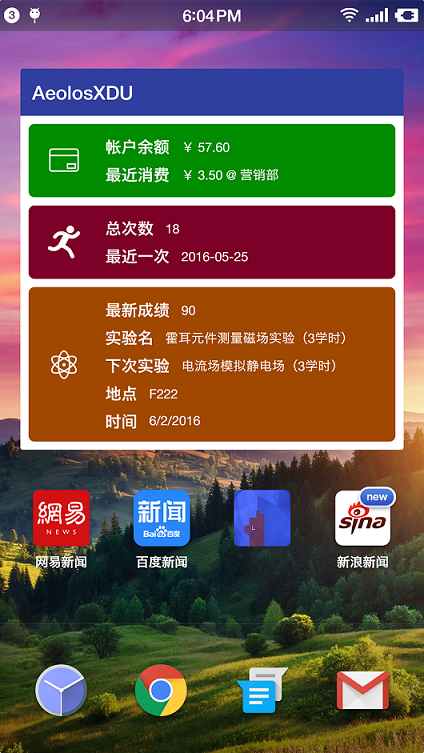 3
6:04PM
AeolosXDU
帐户余额 ￥ 57.60
最近消费 ￥ 3.50 @ 营销部
总次数 18
最近一次 2016-05-25
最新成绩 90
实验名 霍耳元件测量磁场实验（3学时）
下次实验 电流场模拟静电场（3学时）
地点 F222
时间 6/2/2016
網易
NEWS
新闻
Bai 百度
L
new
sina
网易新闻
百度新闻
新浪新闻